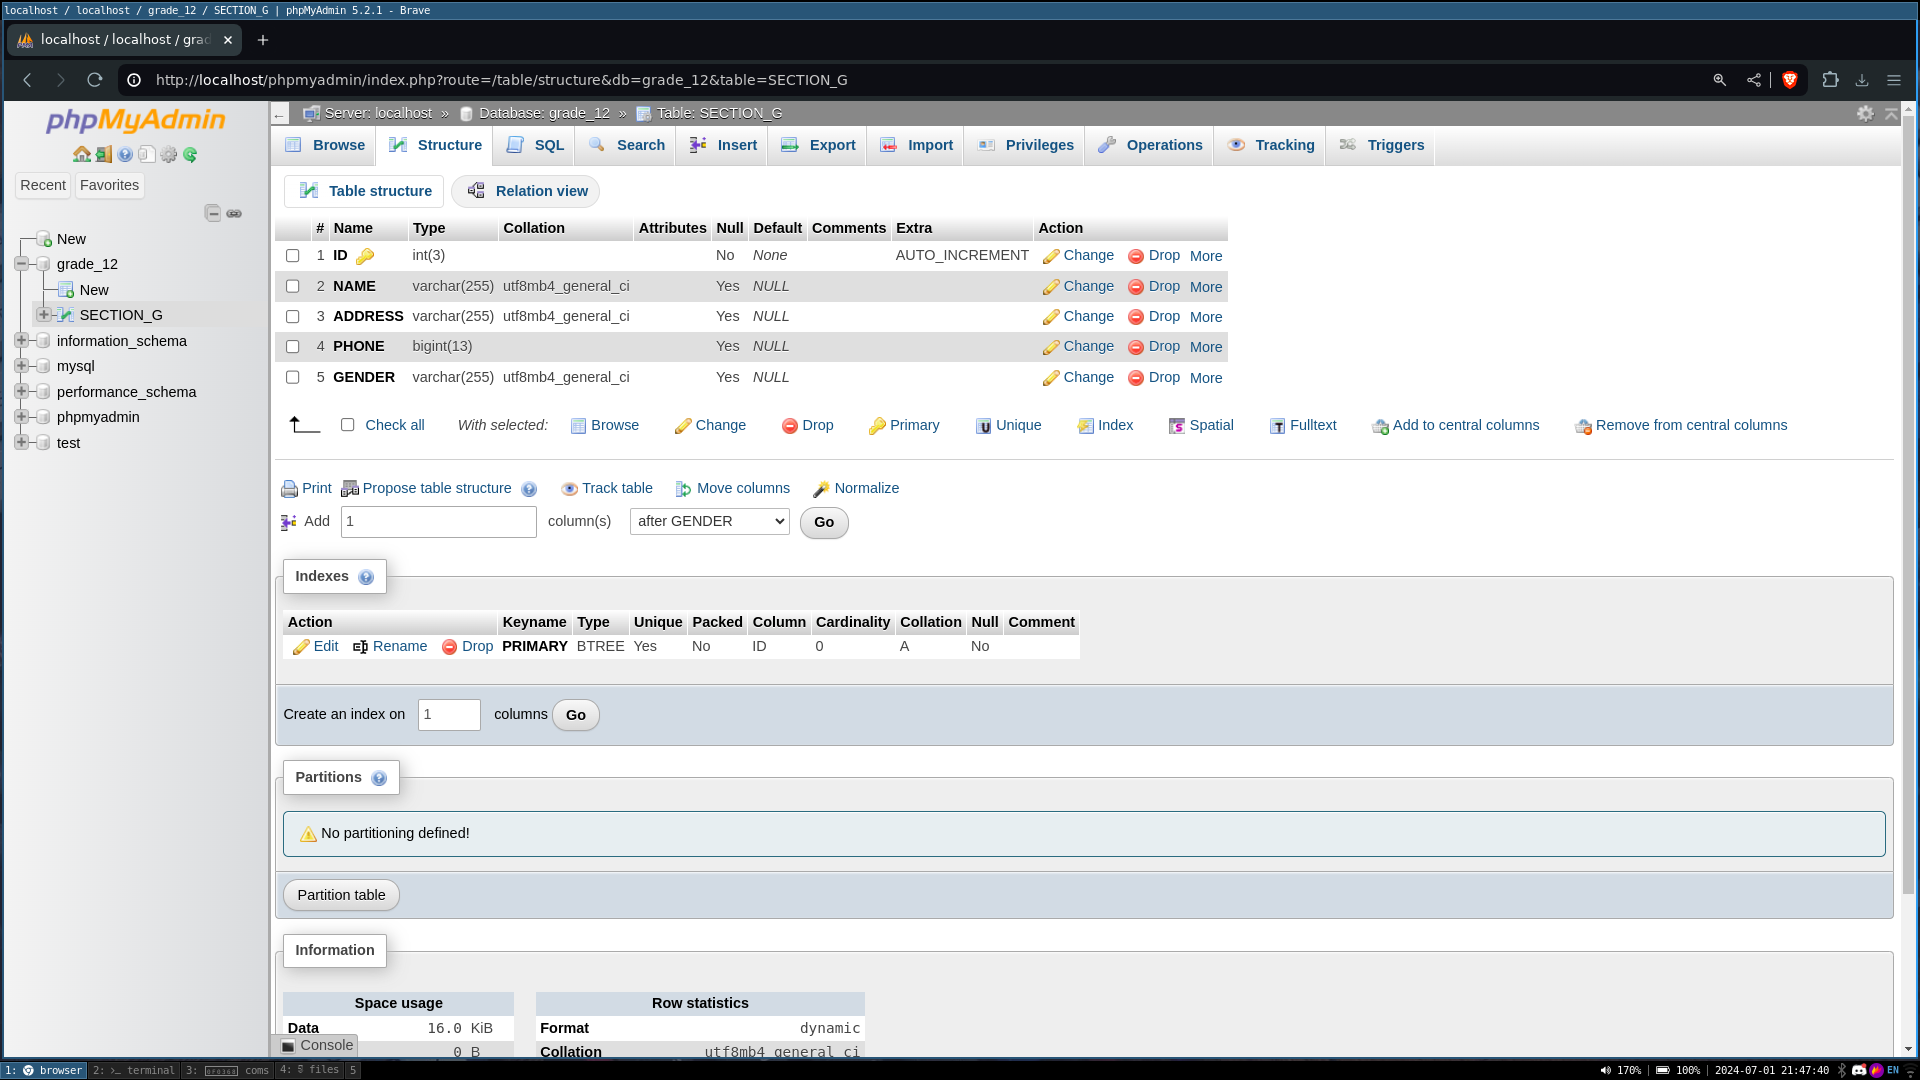 localhost / localhost / grade_12 / SECTION_G | phpMyAdmin 5.2.1 - Brave
localhost / localhost / grad
http://localhost/phpmyadmin/index.php?route=/table/structure&db=grade_12&table=SECTION_G
phpMyAdmin
Recent Favorites
New
grade_12
New
SECTION_G
information_schema
mysql
performance_schema
phpmyadmin
test
Server: localhost » Database: grade_12 » Table: SECTION_G
Browse Structure SQL Search Insert Export Import Privileges Operations Tracking Triggers
Table structure Relation view
# Name Type Collation Attributes Null Default Comments Extra Action
1 ID int(3) No None AUTO_INCREMENT Change Drop More
2 NAME varchar(255) utf8mb4_general_ci Yes NULL Change Drop More
3 ADDRESS varchar(255) utf8mb4_general_ci Yes NULL Change Drop More
4 PHONE bigint(13) Yes NULL Change Drop More
5 GENDER varchar(255) utf8mb4_general_ci Yes NULL Change Drop More
Check all With selected: Browse Change Drop Primary Unique Index Spatial Fulltext Add to central columns Remove from central columns
Print Propose table structure Track table Move columns Normalize
Add 1 column(s) after GENDER Go
Indexes
Action Keyname Type Unique Packed Column Cardinality Collation Null Comment
Edit Rename Drop PRIMARY BTREE Yes No ID 0 A No
Create an index on 1 columns Go
Partitions
No partitioning defined!
Partition table
Information
Space usage
Data 16.0 KiB
0 B
Row statistics
Format dynamic
Collation utf8mb4_general_ci
Console
1: browser 2: terminal 3: coms 4: files 5
170% 100% 2024-07-01 21:47:40 EN